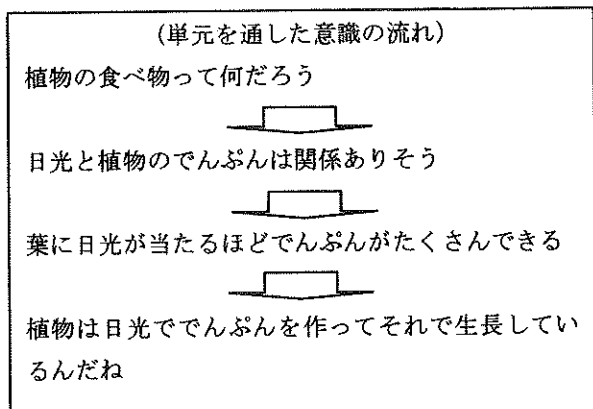 (単元を通した意識の流れ)
植物の食べ物って何だろう
日光と植物のでんぷんは関係ありそう
葉に日光が当たるほどでんぷんがたくさんできる
植物は日光ででんぷんを作ってそれで生長してい
るんだね